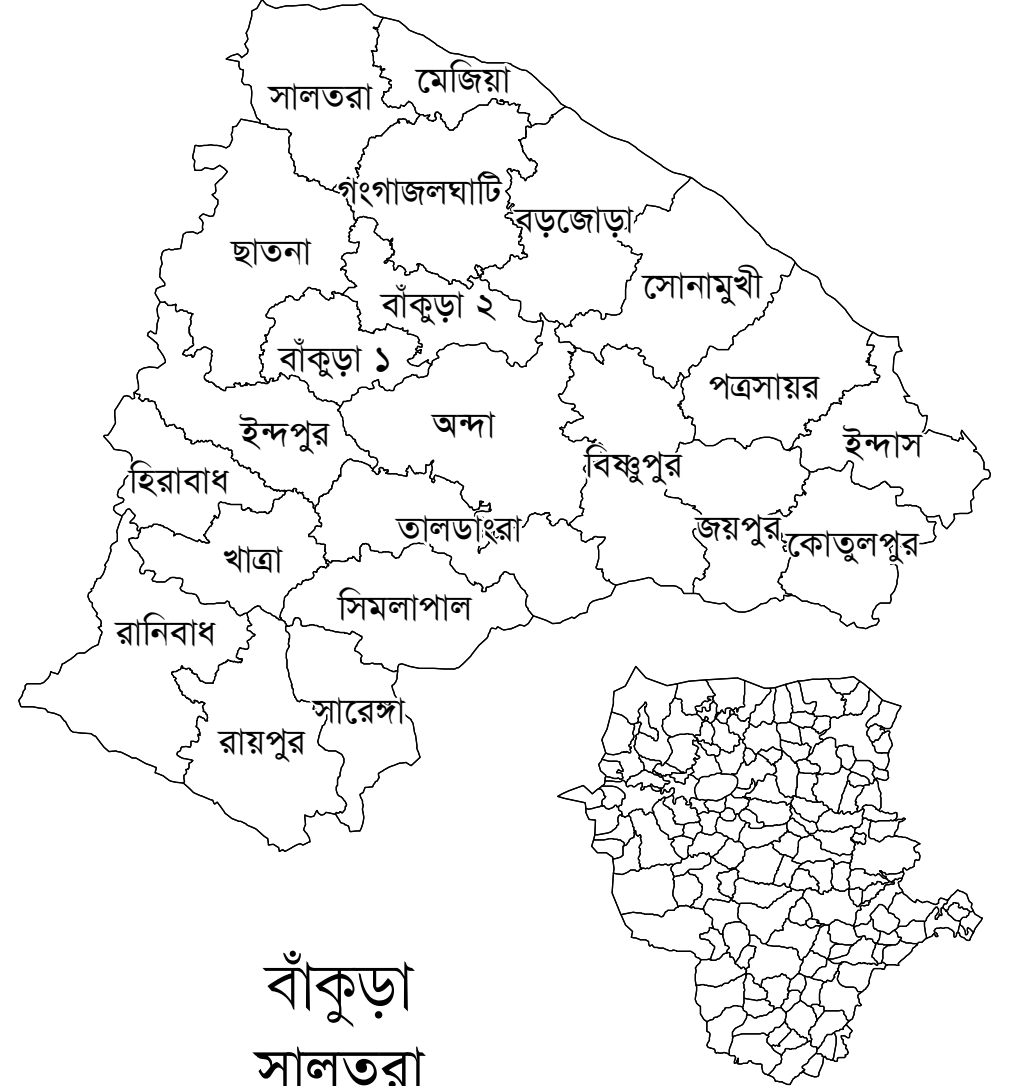 মেজিয়া
সালতরা
গংগাজলঘাটি
বড়জোড়া
ছাতনা
সোনামুখী
বাঁকুড়া ২
বাঁকুড়া ১
পত্রসায়র
অন্দা
ইন্দপুর
ইন্দাস
বিষ্ণুপুর
হিরাবাধ
তালডাংরা
জয়পুর
কোতুলপুর
খাত্রা
সিমলাপাল
রানিবাধ
সারেঙ্গা
রায়পুর
বাঁকুড়া
সালতরা